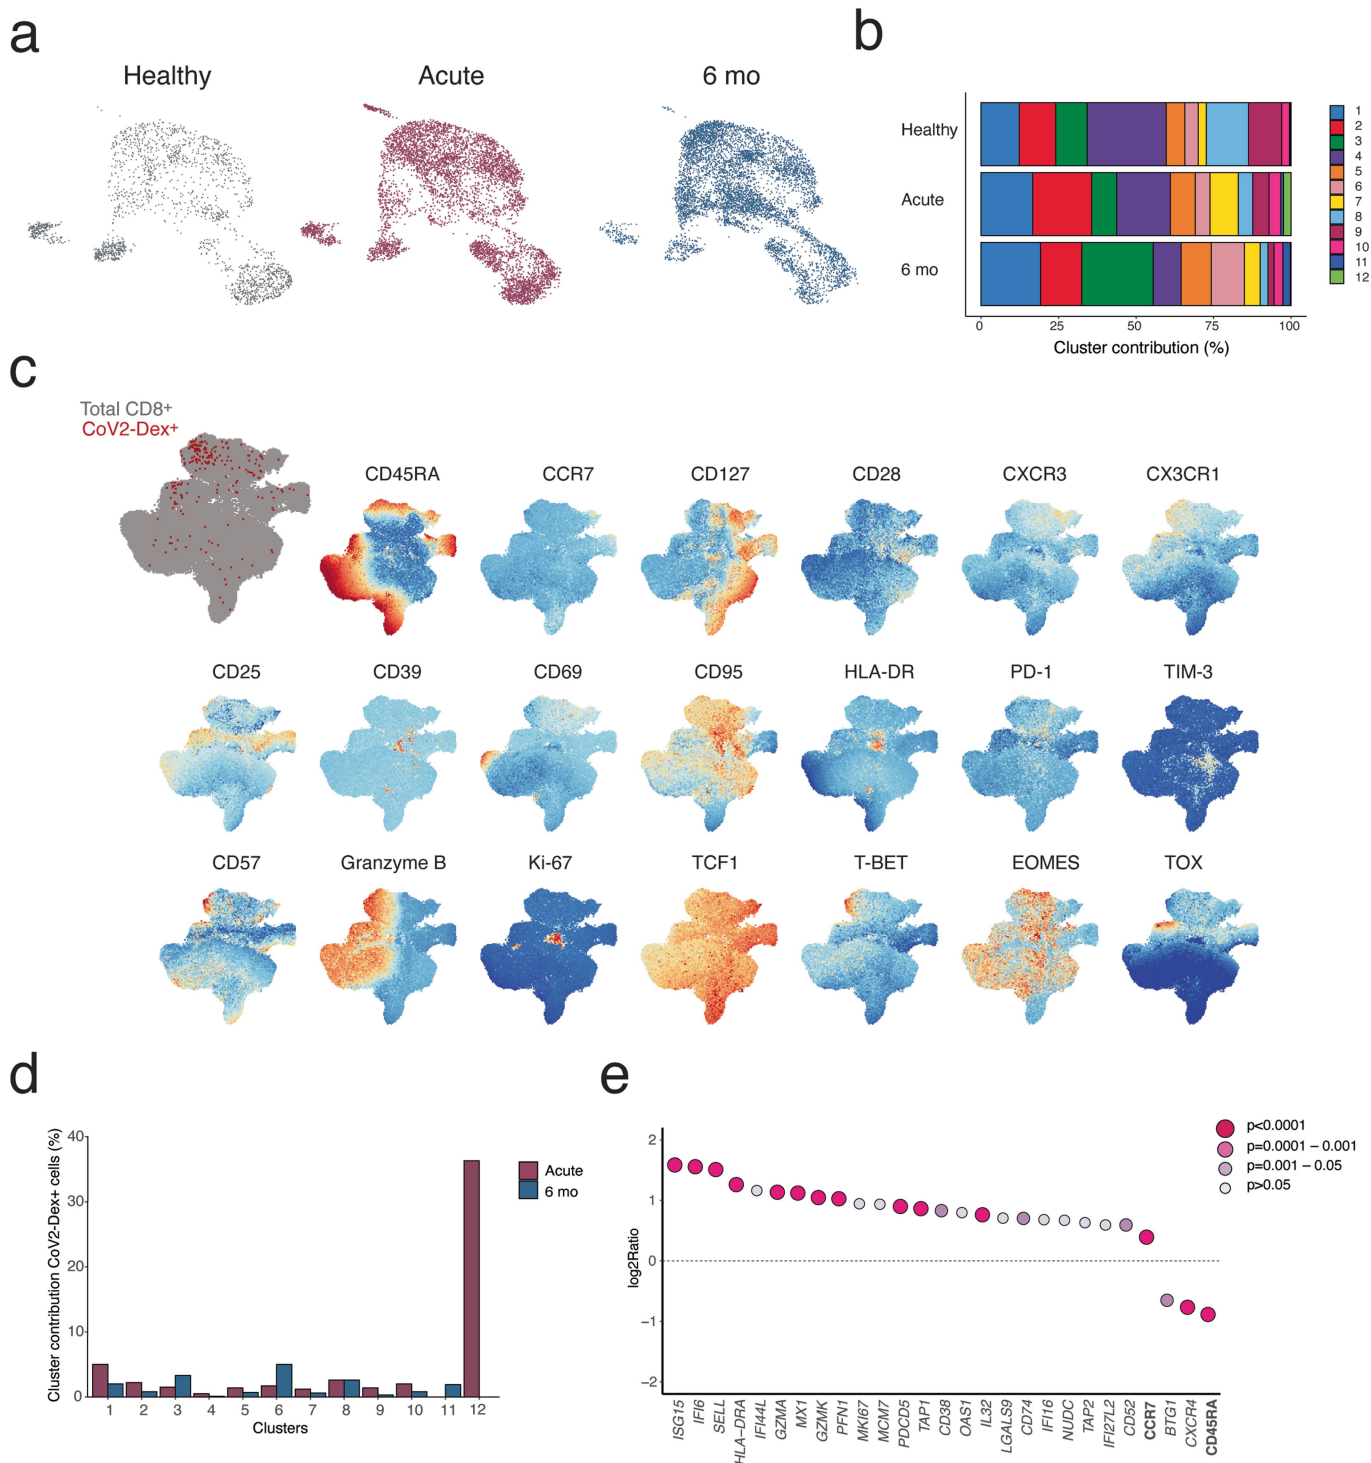 a
b
Healthy
Acute
6 mo
Healthy
Acute
6 mo
0
25
50
75
100
Cluster contribution (%)
1
2
3
4
5
6
7
8
9
10
11
12
c
Total CD8+
CoV2-Dex+
CD45RA
CCR7
CD127
CD28
CXCR3
CX3CR1
CD25
CD39
CD69
CD95
HLA-DR
PD-1
TIM-3
CD57
Granzyme B
Ki-67
TCF1
T-BET
EOMES
TOX
d
Cluster contribution CoV2-Dex+ cells (%)
40
30
20
10
0
1
2
3
4
5
6
7
8
9
10
11
12
Clusters
Acute
6 mo
e
log2Ratio
2
1
0
−1
−2
p<0.0001
p=0.0001 – 0.001
p=0.001 – 0.05
p>0.05
ISG15
IFI6
SELL
HLA–DRA
IFI44L
GZMA
MX1
GZMK
PFN1
MKI67
MCM7
PDCD5
TAP1
CD38
OAS1
IL32
LGALS9
CD74
IFI16
NUDC
TAP2
IFI27L2
CD52
CCR7
BTG1
CXCR4
CD45RA